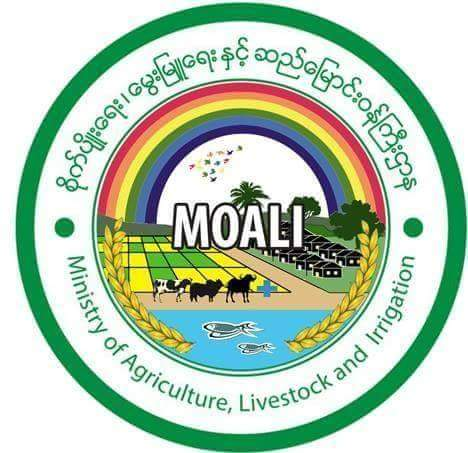 စိုက်ပျိုးရေး၊ မွေးမြူရေး နှင့် ဆည်မြောင်းဝန်ကြီးဌာန
MOALI
Ministry of Agriculture, Livestock and Irrigation